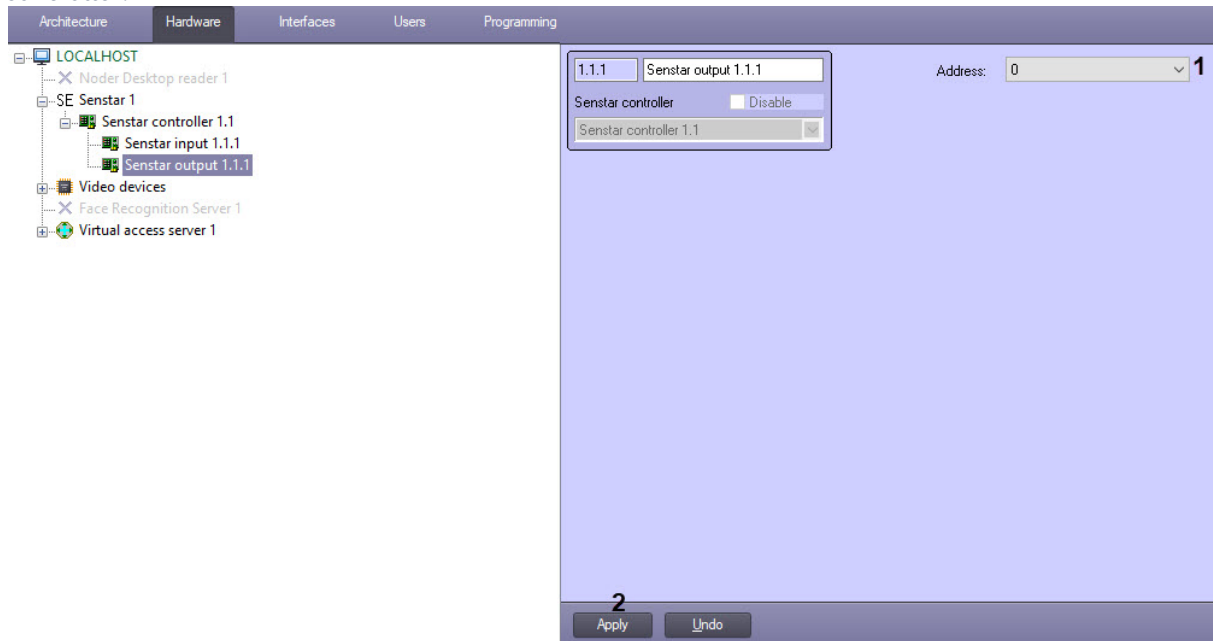 Architecture Hardware Interfaces Users Programming
LOCALHOST
Noder Desktop reader 1
SE Senstar 1
Senstar controller 1.1
Senstar input 1.1.1
Senstar output 1.1.1
Video devices
Face Recognition Server 1
Virtual access server 1
1.1.1 Senstar output 1.1.1
Senstar controller Disable
Senstar controller 1.1
Address: 0 1
2
Apply Undo